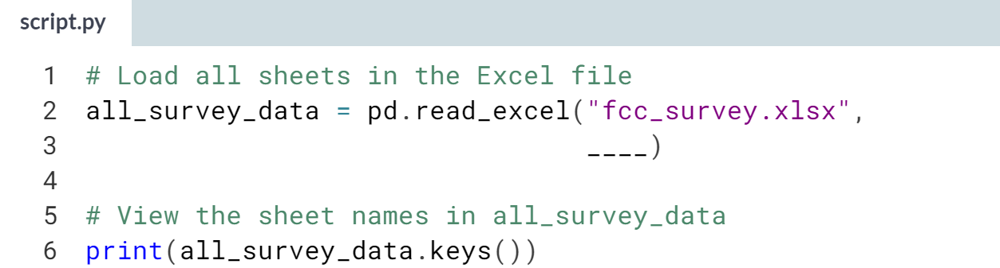 script.py
1 # Load all sheets in the Excel file
2 all_survey_data = pd.read_excel("fcc_survey.xlsx",
3                                 ____)
4
5 # View the sheet names in all_survey_data
6 print(all_survey_data.keys())